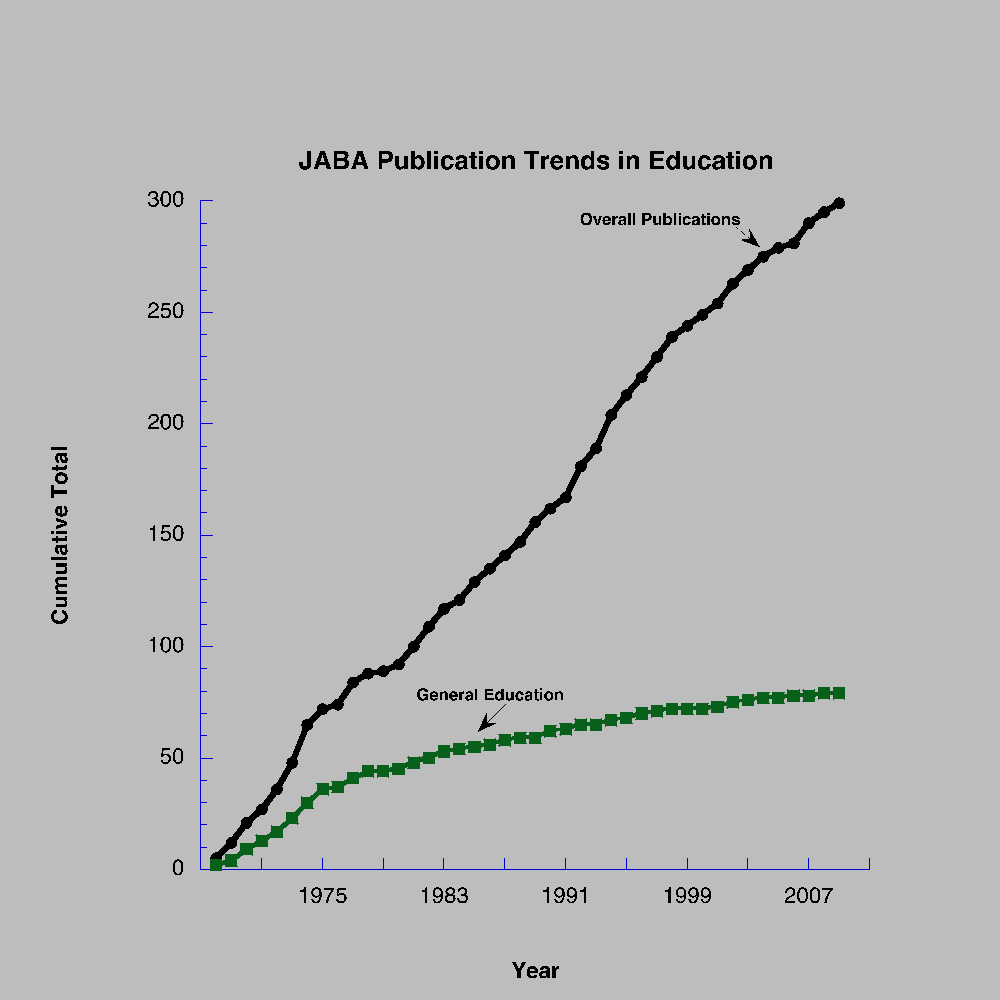 JABA Publication Trends in Education
300
Overall Publications
250
200
150
100
General Education
50
0
1975 1983 1991 1999 2007
Cumulative Total
Year